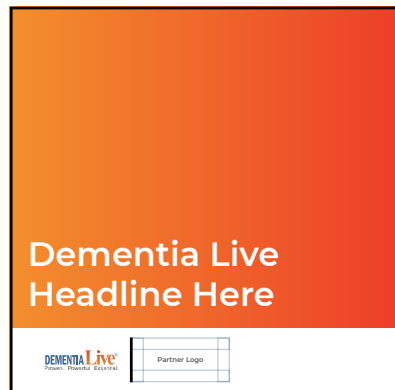 Dementia Live
Headline Here
DEMENTIA Live®
Proven. Powerful Essential.
Partner Logo